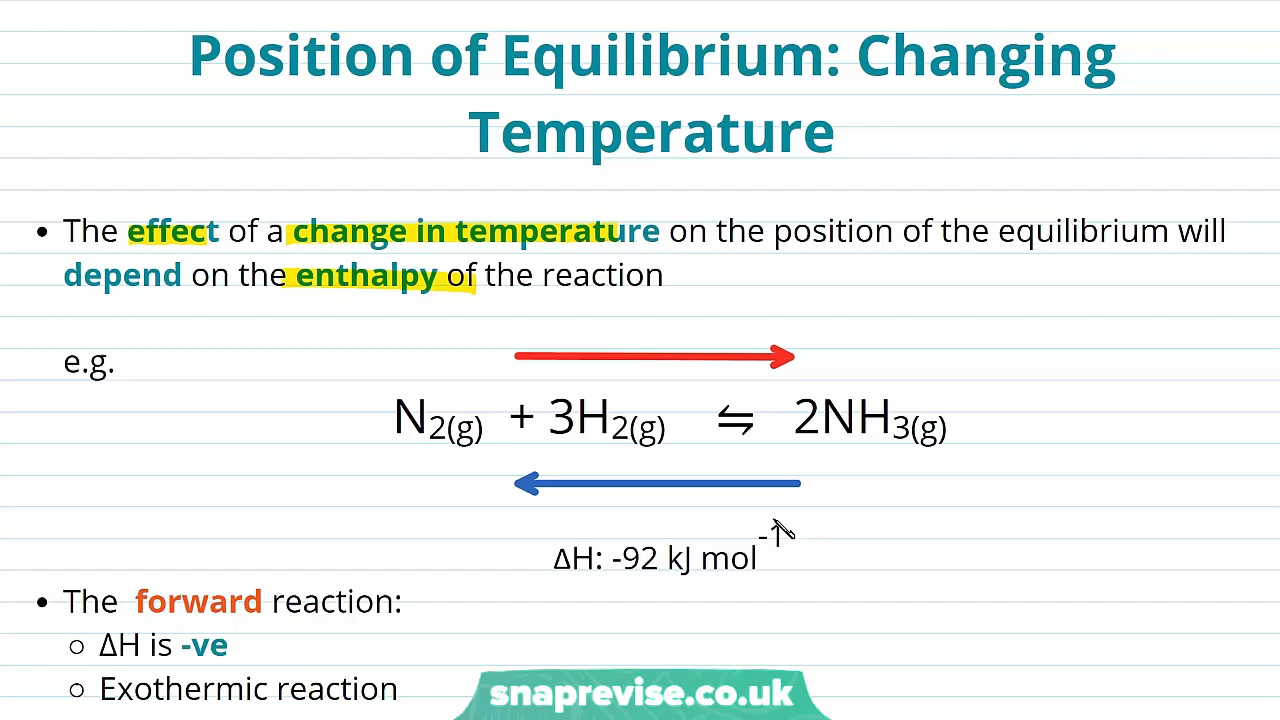 Position of Equilibrium: Changing
Temperature
• The effect of a change in temperature on the position of the equilibrium will
depend on the enthalpy of the reaction
e.g.
N₂(g) + 3H₂(g) ⇋ 2NH₃(g)
ΔH: -92 kJ mol⁻¹
• The forward reaction:
○ ΔH is -ve
○ Exothermic reaction
snaprevise.co.uk